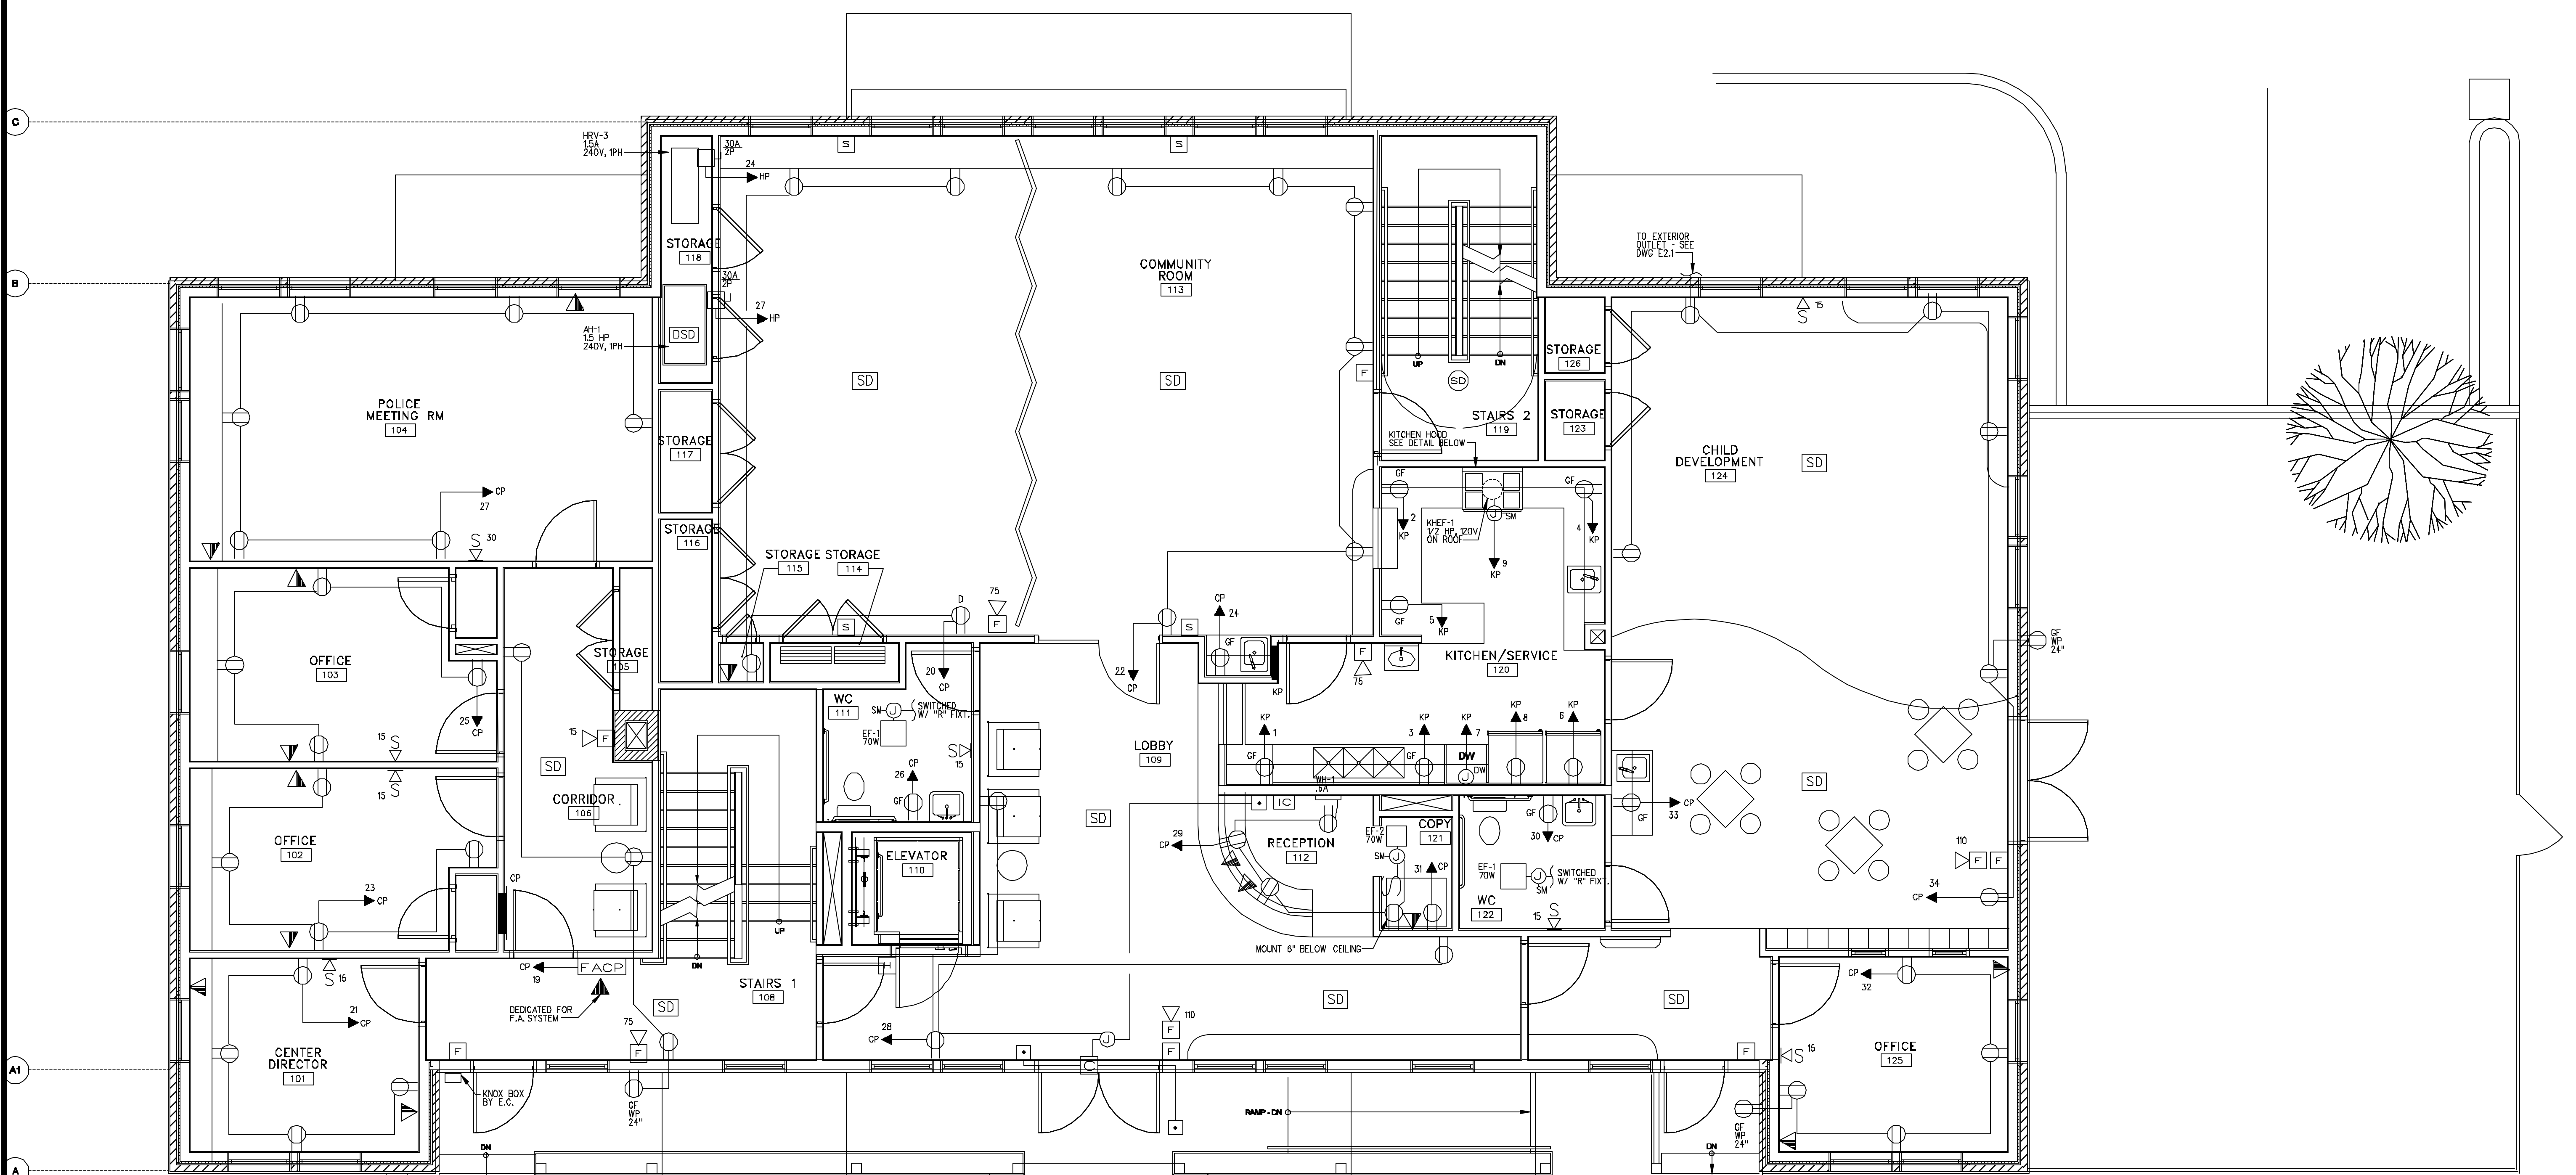 C
B
A1
A
HRV-3
1.5A
240V, 1PH
30A
2P
24
HP
S
S
STORAGE
118
30A
2P
J
27
HP
AH-1
1.5 HP
240V, 1PH
DSD
COMMUNITY
ROOM
113
SD
SD
TO EXTERIOR
OUTLET - SEE
DWG E2.1
UP
DN
SD
F
STAIRS 2
119
STORAGE
126
STORAGE
123
15
S
POLICE
MEETING RM
104
CP
27
S 30
STORAGE
117
STORAGE
116
STORAGE
115
STORAGE
114
D
75
F
S
S
KITCHEN HOOD
SEE DETAIL BELOW
GF
2
KP
KHEF-1
1/2 HP, 120V
ON ROOF
J
SM
9
KP
GF
4
KP
GF
5
KP
CHILD
DEVELOPMENT
124
SD
OFFICE
103
25
CP
15
S
STORAGE
105
15
F
20
CP
22
CP
CP
24
GF
KP
F
75
KITCHEN/SERVICE
120
GF
WP
24"
WC
111
SM
J
SWITCHED
W/ "R" FIXT.
EF-1
70W
S
15
CP
26
GF
LOBBY
109
SD
KP
1
GF
KP
3
GF
KP
7
DW
DW
J
KP
8
KP
6
WH-1
.6A
IC
SD
OFFICE
102
15
S
23
CP
SD
CORRIDOR
106
CP
ELEVATOR
110
29
CP
RECEPTION
112
EF-2
70W
SM
J
COPY
121
31
CP
GF
30
CP
EF-1
70W
J
SM
SWITCHED
W/ "R" FIXT.
WC
122
15
S
CP
33
GF
110
F
F
34
CP
MOUNT 6" BELOW CEILING
UP
DN
STAIRS 1
108
CP
19
FACP
DEDICATED FOR
F.A. SYSTEM
SD
S
15
21
CP
CENTER
DIRECTOR
101
F
75
F
KNOX BOX
BY E.C.
GF
WP
24"
28
CP
J
C
110
F
F
SD
SD
F
CP
32
S
15
OFFICE
125
GF
WP
24"
RAMP-DN
DN
DN